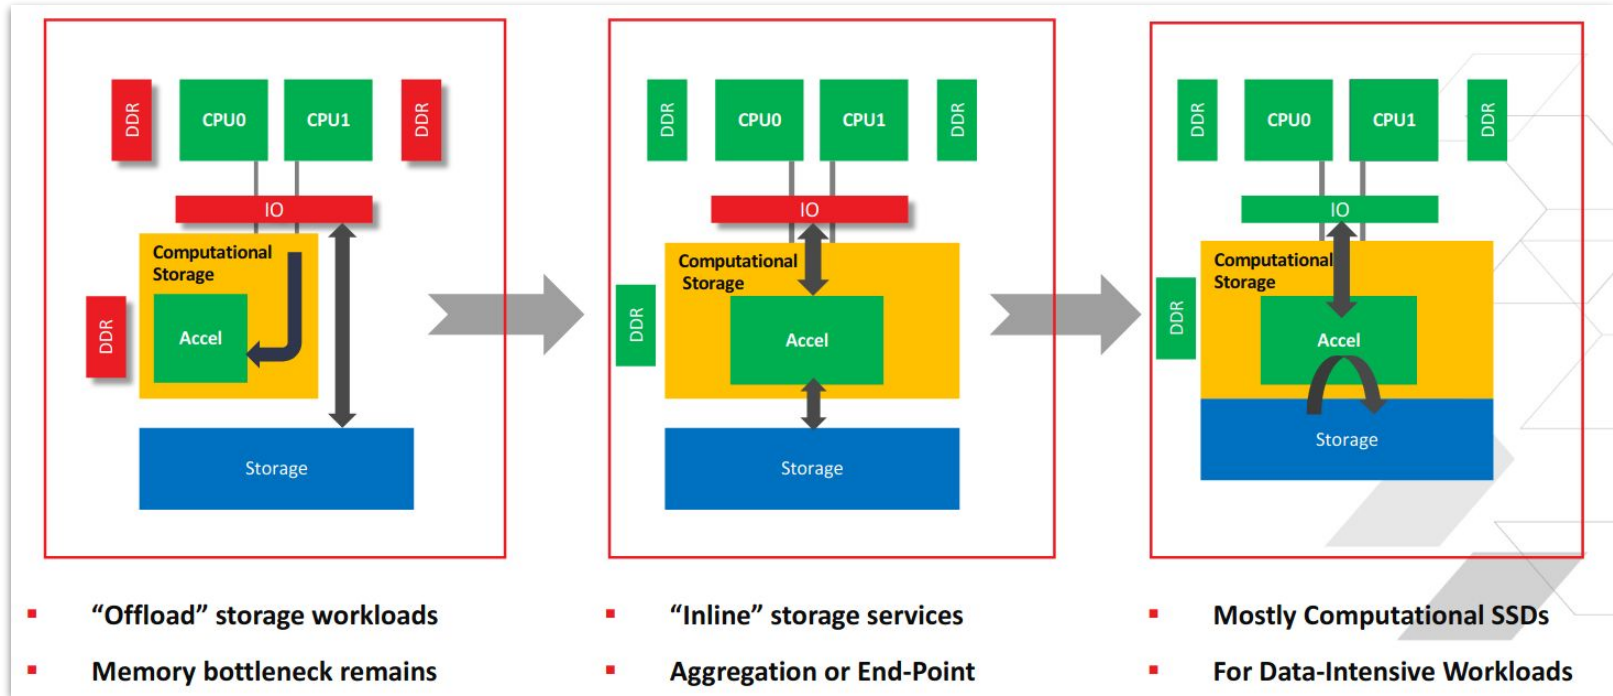 DDR
CPU0
CPU1
DDR
IO
Computational
Storage
DDR
Accel
Storage
“Offload” storage workloads
Memory bottleneck remains
DDR
CPU0
CPU1
DDR
IO
Computational
Storage
DDR
Accel
Storage
“Inline” storage services
Aggregation or End-Point
DDR
CPU0
CPU1
DDR
IO
Computational
Storage
DDR
Accel
Storage
Mostly Computational SSDs
For Data-Intensive Workloads